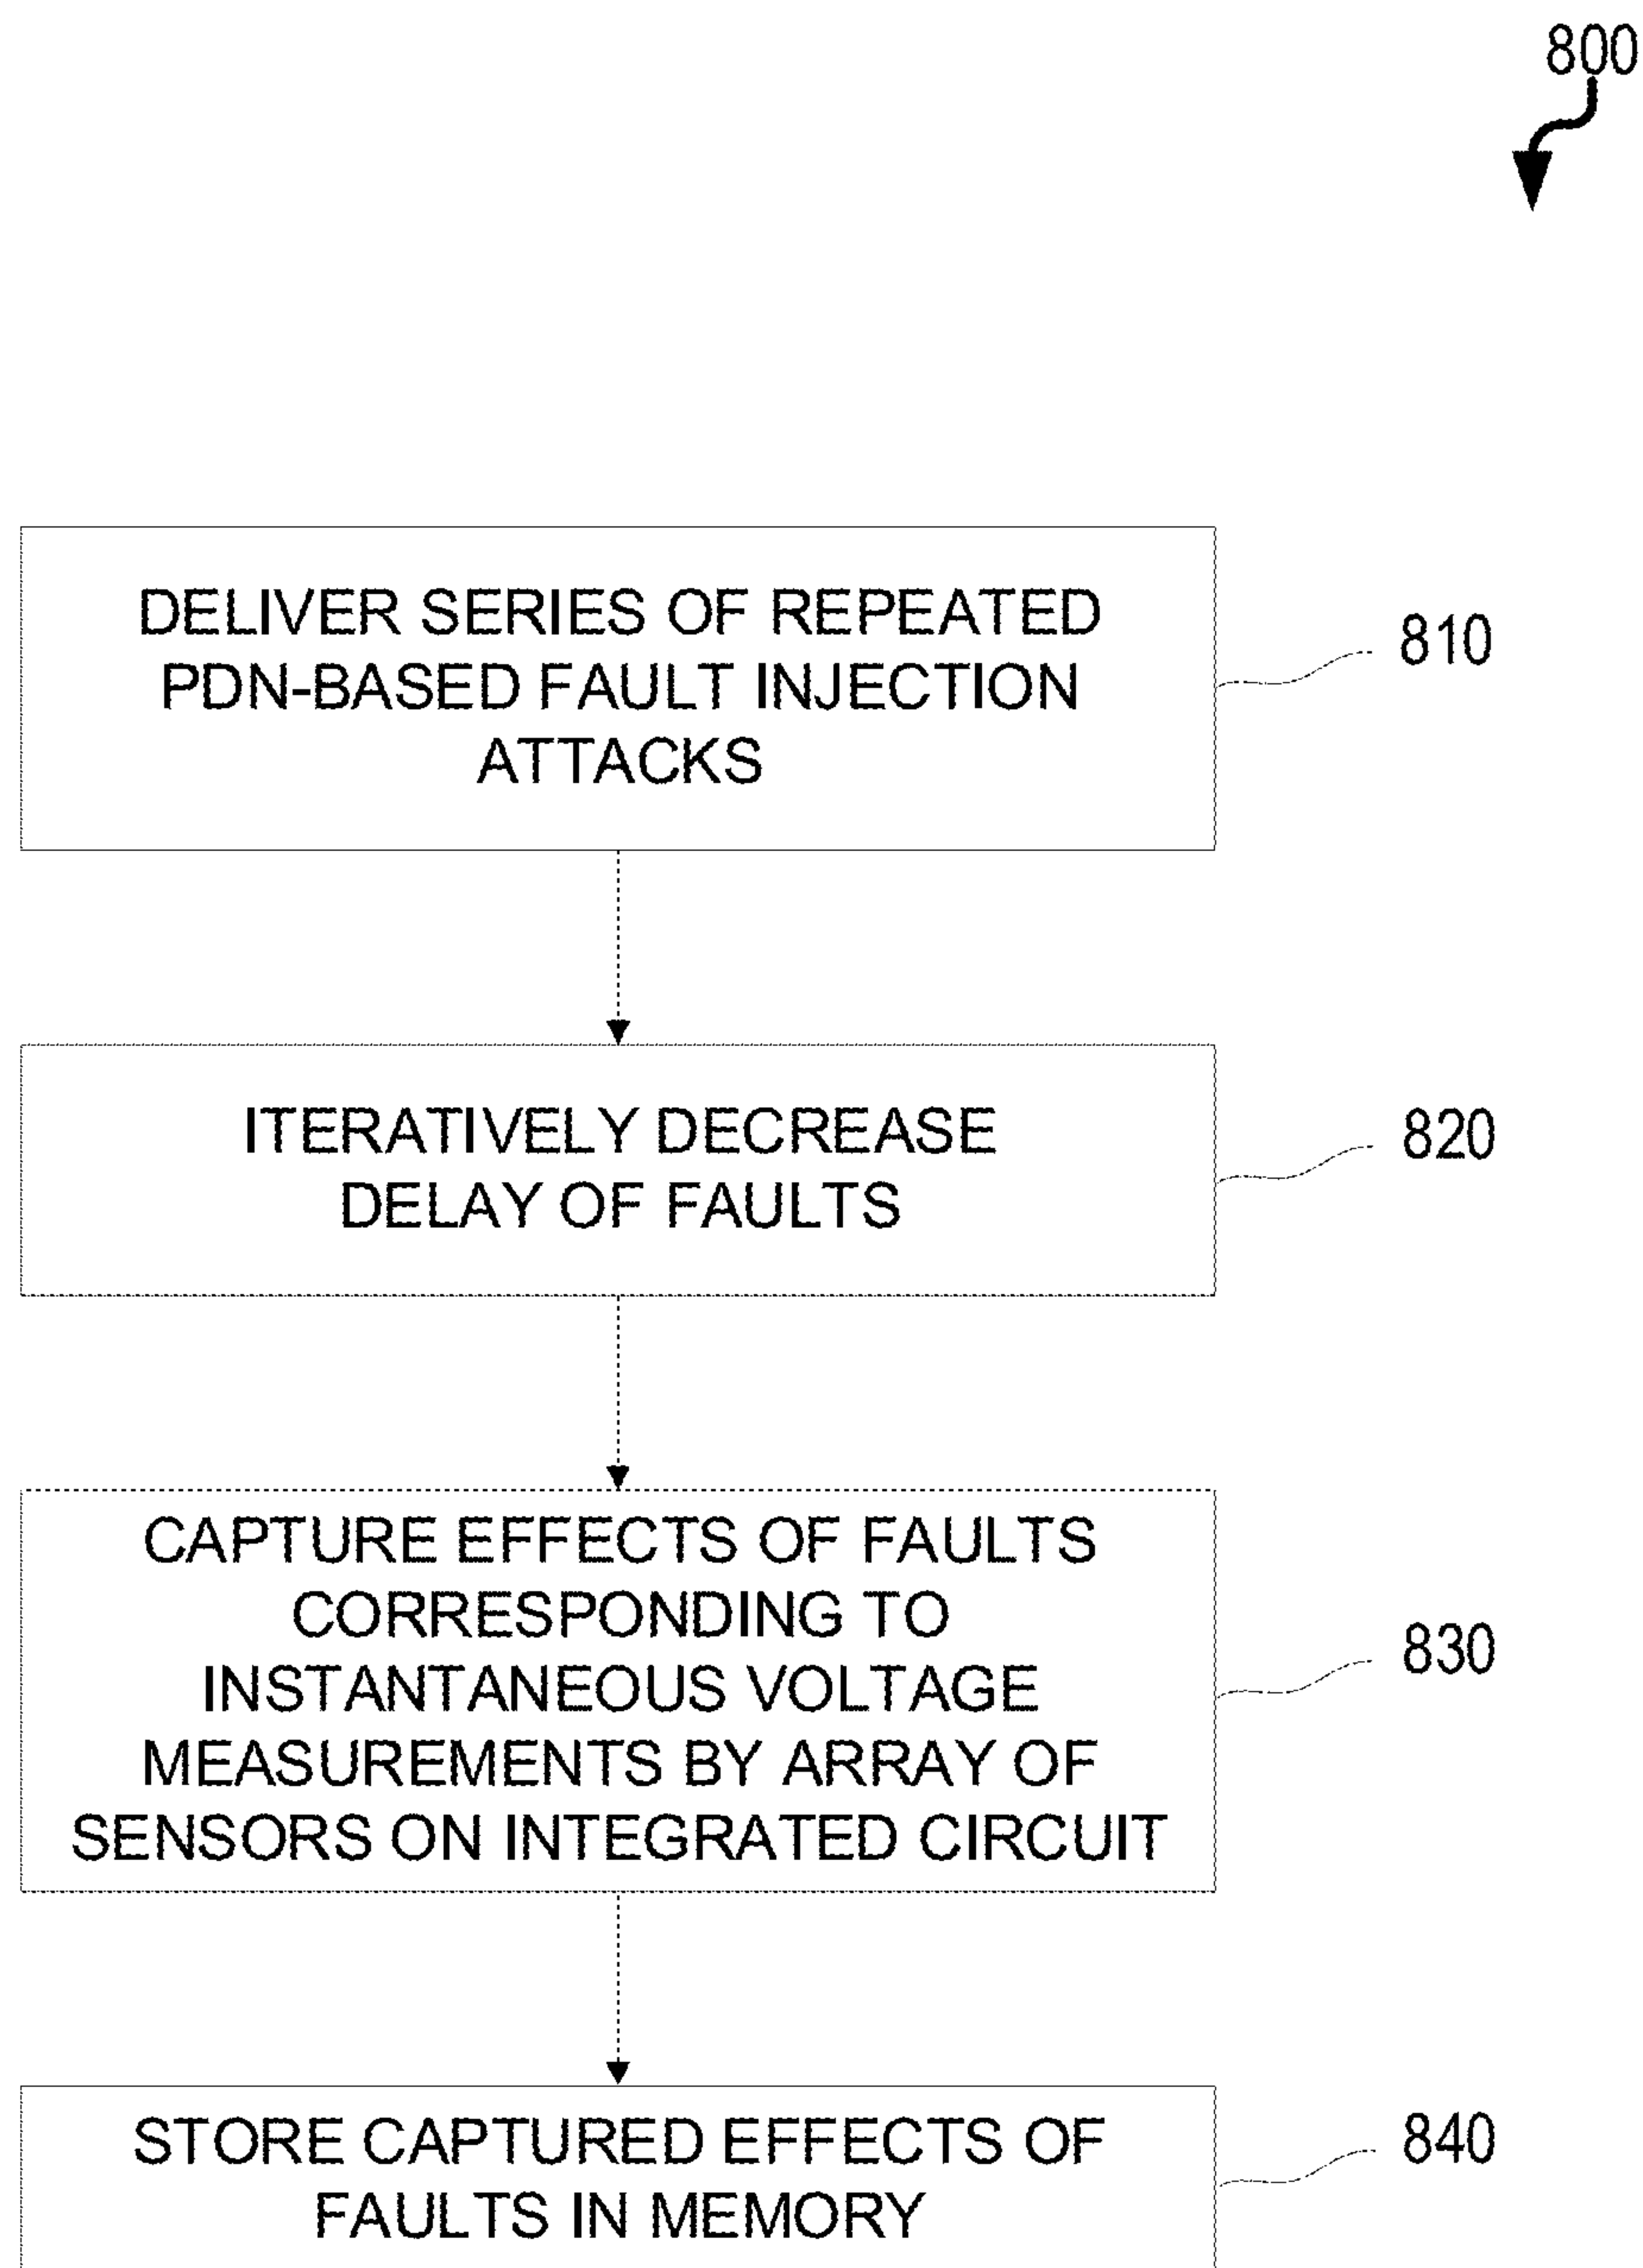 800
DELIVER SERIES OF REPEATED
PDN-BASED FAULT INJECTION
ATTACKS
810
ITERATIVELY DECREASE
DELAY OF FAULTS
820
CAPTURE EFFECTS OF FAULTS
CORRESPONDING TO
INSTANTANEOUS VOLTAGE
MEASUREMENTS BY ARRAY OF
SENSORS ON INTEGRATED CIRCUIT
830
STORE CAPTURED EFFECTS OF
FAULTS IN MEMORY
840